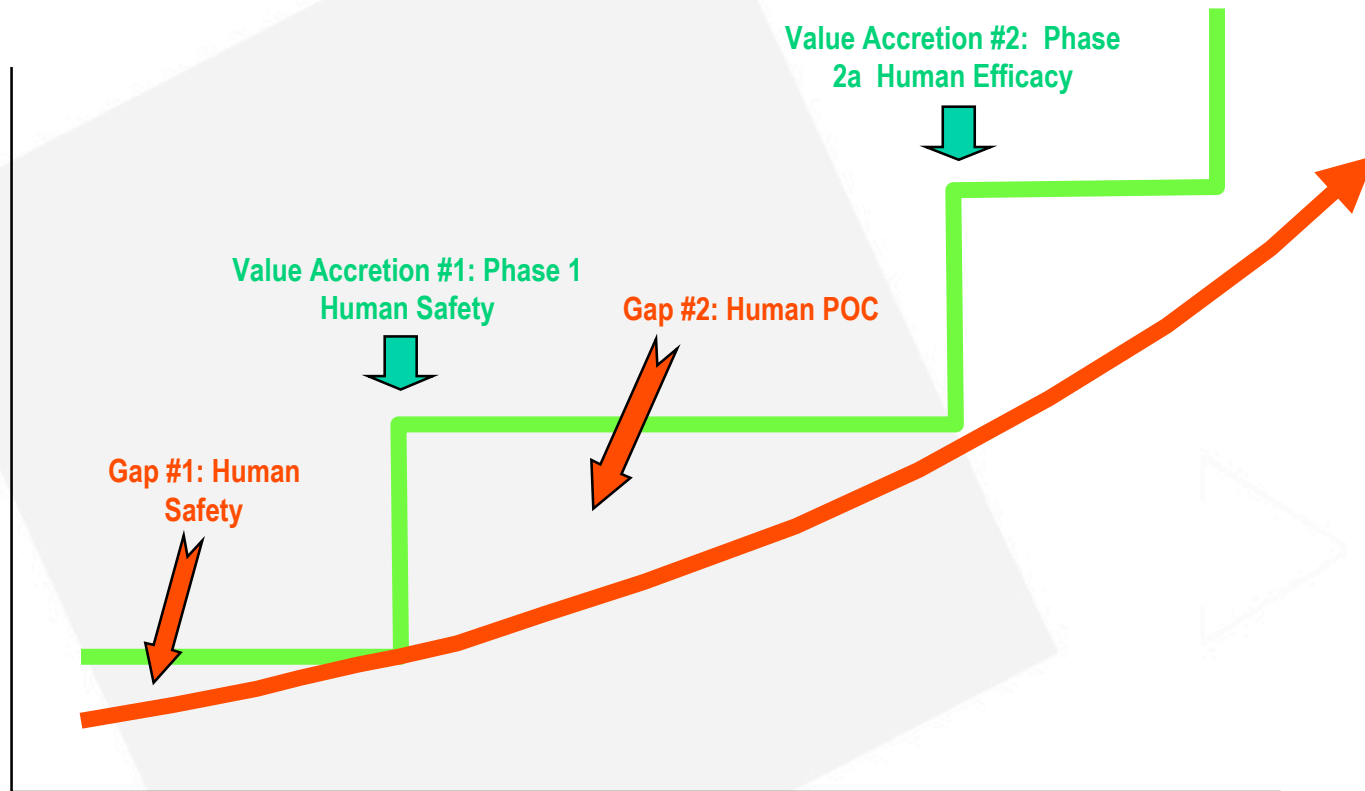 Value Accretion #2:  Phase
2a  Human Efficacy
Value Accretion #1: Phase 1
Human Safety
Gap #2: Human POC
Gap #1: Human
Safety